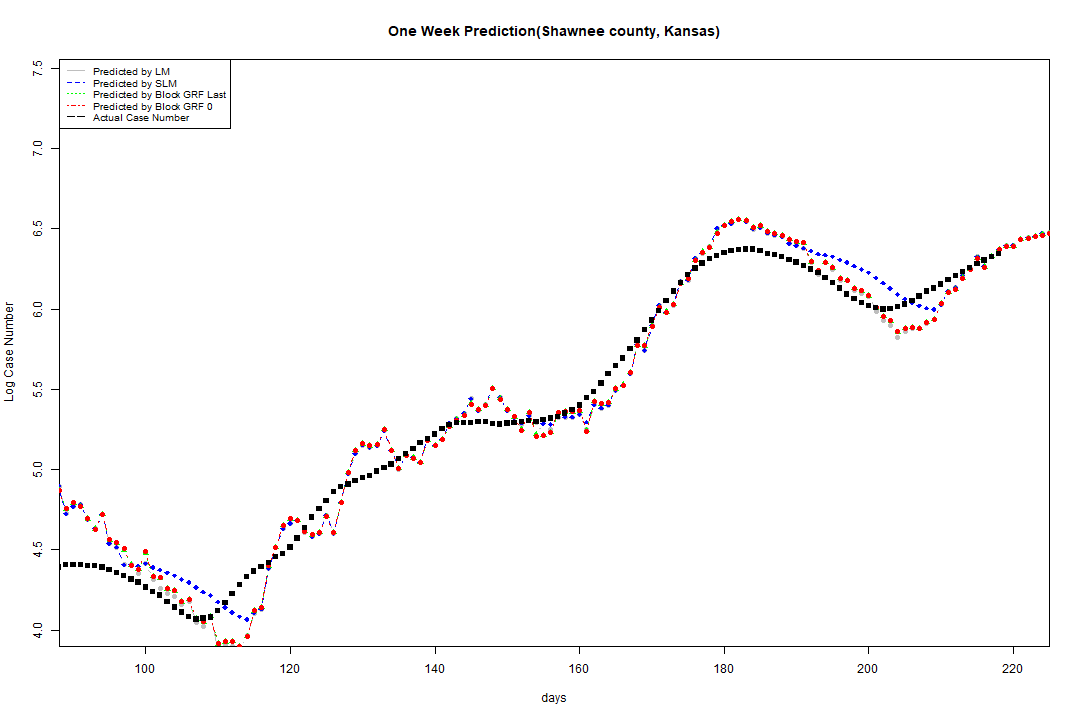 One Week Prediction(Shawnee county, Kansas)
Predicted by LM
Predicted by SLM
Predicted by Block GRF Last
Predicted by Block GRF 0
Actual Case Number
Log Case Number
7.5
7.0
6.5
6.0
5.5
5.0
4.5
4.0
100 120 140 160 180 200 220
days